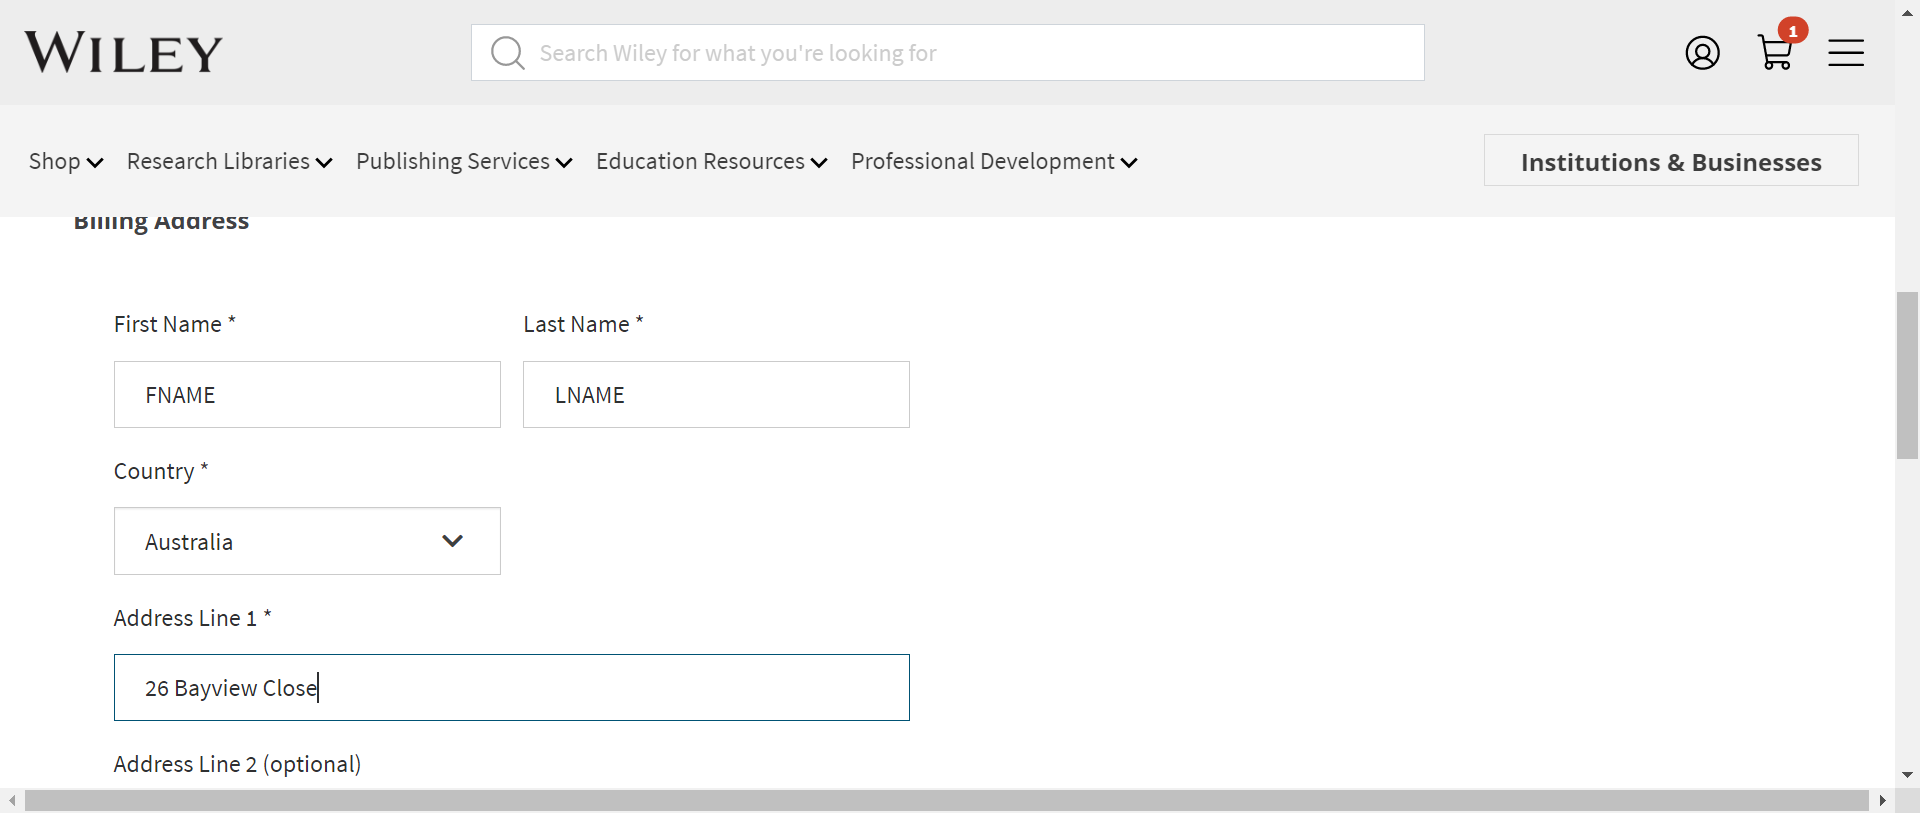 WILEY
Search Wiley for what you're looking for
1
Shop Research Libraries Publishing Services Education Resources Professional Development Institutions & Businesses
Billing Address
First Name * Last Name *
FNAME LNAME
Country *
Australia
Address Line 1 *
26 Bayview Close
Address Line 2 (optional)